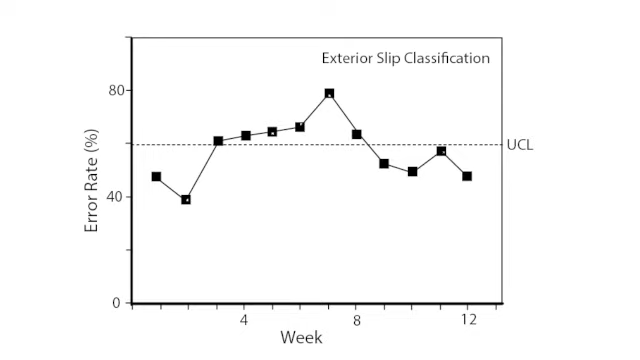 Exterior Slip Classification
80
UCL
Error Rate (%)
40
0
4
8
12
Week